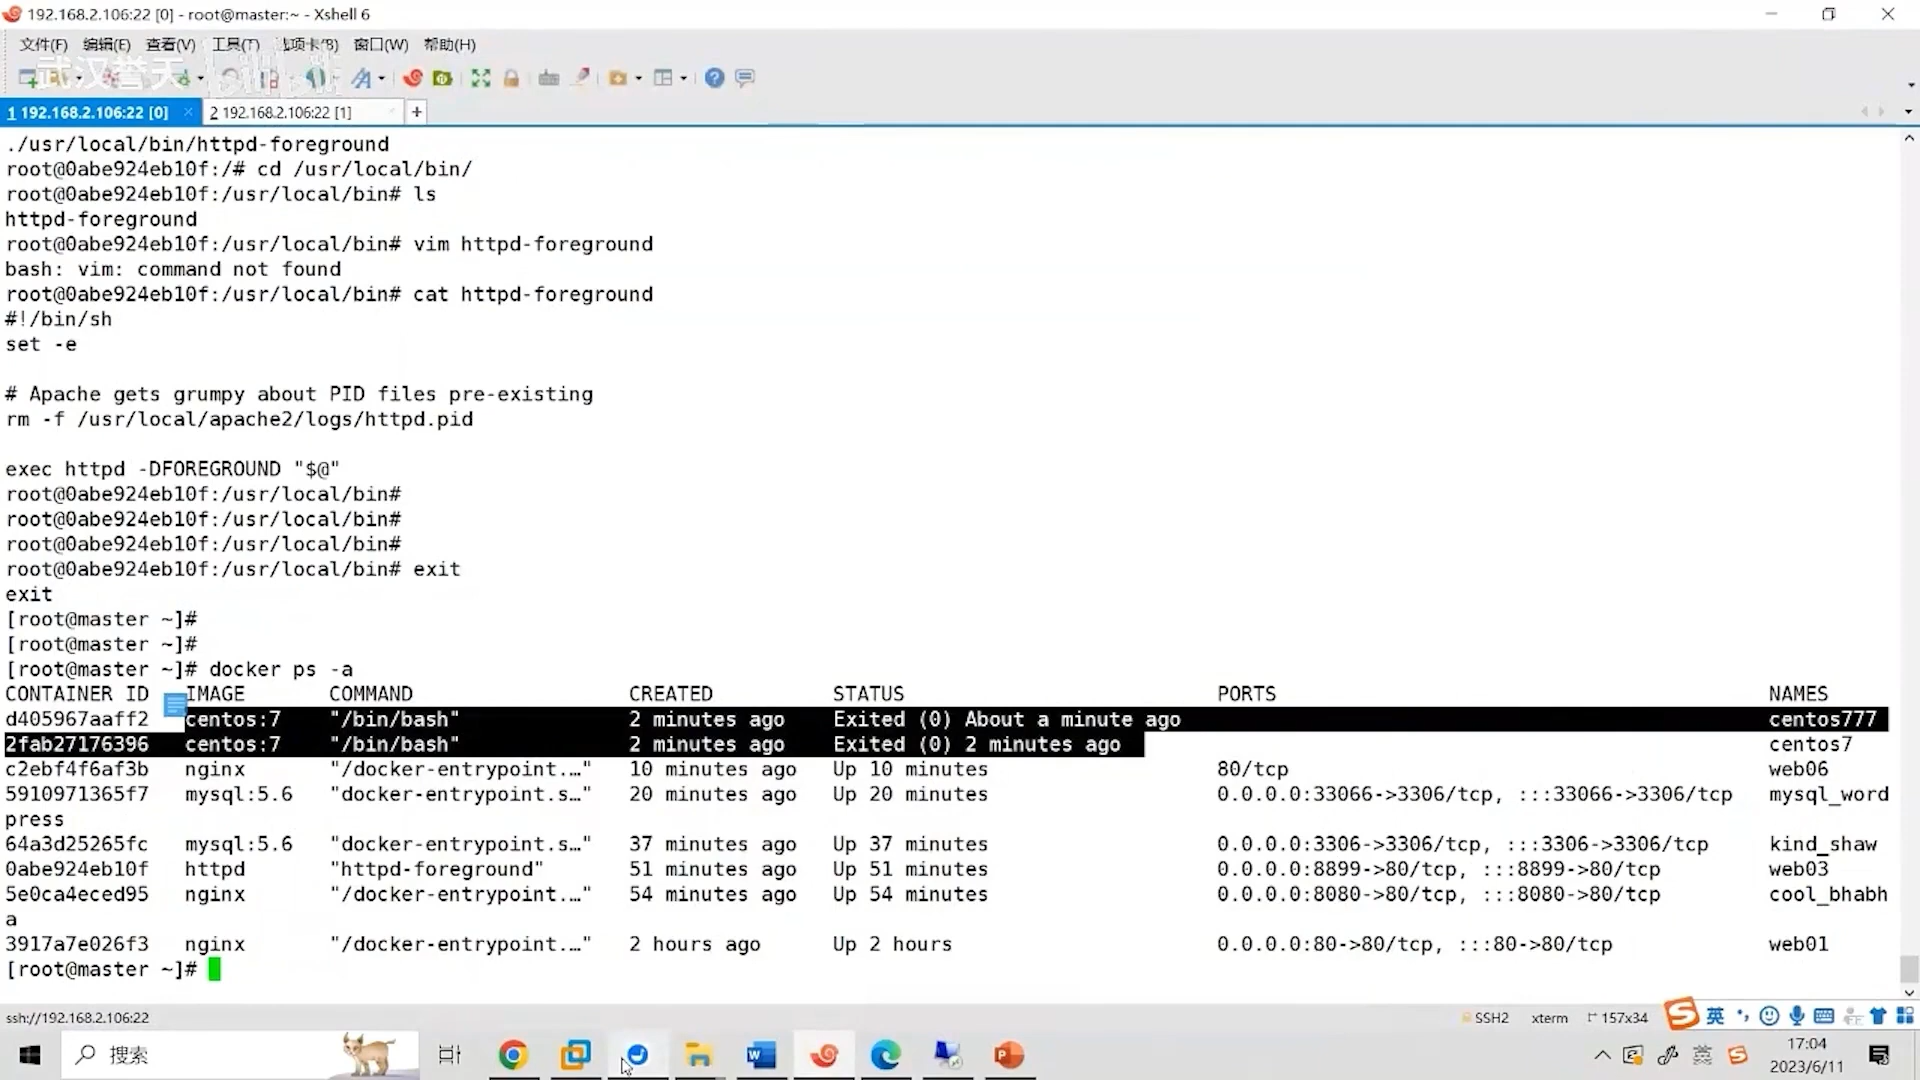 192.168.2.106:22 [0] - root@master:~ - Xshell 6
文件(F) 编辑(E) 查看(V) 工具(T) 选项卡(B) 窗口(W) 帮助(H)
武汉誉天 bilibili
1 192.168.2.106:22 [0] × 2 192.168.2.106:22 [1] +
./usr/local/bin/httpd-foreground
root@0abe924eb10f:/# cd /usr/local/bin/
root@0abe924eb10f:/usr/local/bin# ls
httpd-foreground
root@0abe924eb10f:/usr/local/bin# vim httpd-foreground
bash: vim: command not found
root@0abe924eb10f:/usr/local/bin# cat httpd-foreground
#!/bin/sh
set -e
# Apache gets grumpy about PID files pre-existing
rm -f /usr/local/apache2/logs/httpd.pid
exec httpd -DFOREGROUND "$@"
root@0abe924eb10f:/usr/local/bin#
root@0abe924eb10f:/usr/local/bin#
root@0abe924eb10f:/usr/local/bin#
root@0abe924eb10f:/usr/local/bin# exit
exit
[root@master ~]#
[root@master ~]#
[root@master ~]# docker ps -a
CONTAINER ID IMAGE COMMAND CREATED STATUS PORTS NAMES
d405967aaff2 centos:7 "/bin/bash" 2 minutes ago Exited (0) About a minute ago centos777
2fab27176396 centos:7 "/bin/bash" 2 minutes ago Exited (0) 2 minutes ago centos7
c2ebf4f6af3b nginx "/docker-entrypoint.…" 10 minutes ago Up 10 minutes 80/tcp web06
5910971365f7 mysql:5.6 "docker-entrypoint.s…" 20 minutes ago Up 20 minutes 0.0.0.0:33066->3306/tcp, :::33066->3306/tcp mysql_word
press
64a3d25265fc mysql:5.6 "docker-entrypoint.s…" 37 minutes ago Up 37 minutes 0.0.0.0:3306->3306/tcp, :::3306->3306/tcp kind_shaw
0abe924eb10f httpd "httpd-foreground" 51 minutes ago Up 51 minutes 0.0.0.0:8899->80/tcp, :::8899->80/tcp web03
5e0ca4eced95 nginx "/docker-entrypoint.…" 54 minutes ago Up 54 minutes 0.0.0.0:8080->80/tcp, :::8080->80/tcp cool_bhabh
a
3917a7e026f3 nginx "/docker-entrypoint.…" 2 hours ago Up 2 hours 0.0.0.0:80->80/tcp, :::80->80/tcp web01
[root@master ~]#
ssh://192.168.2.106:22 SSH2 xterm 157x34 英
搜索 英 17:04
2023/6/11